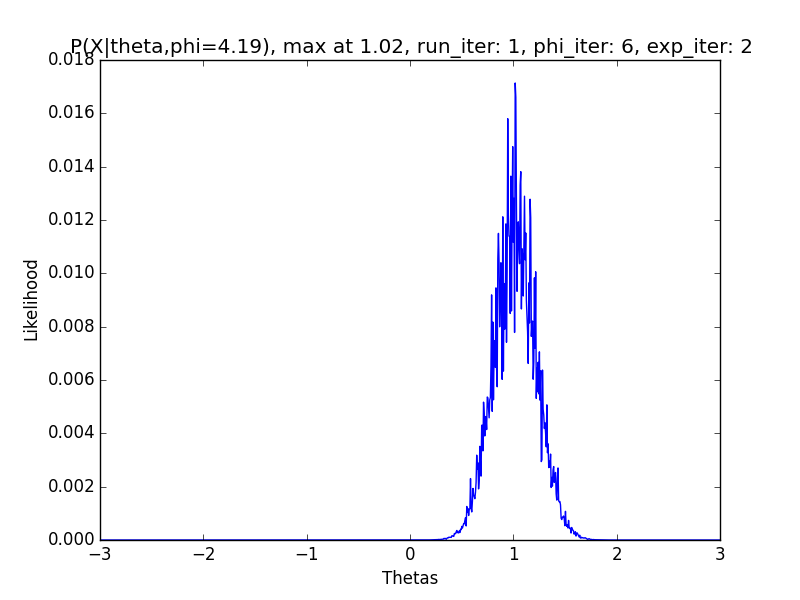 P(X|theta,phi=4.19), max at 1.02, run_iter: 1, phi_iter: 6, exp_iter: 2
0.018
0.016
0.014
0.012
0.010
0.008
0.006
0.004
0.002
0.000
Likelihood
−3 −2 −1 0 1 2 3
Thetas